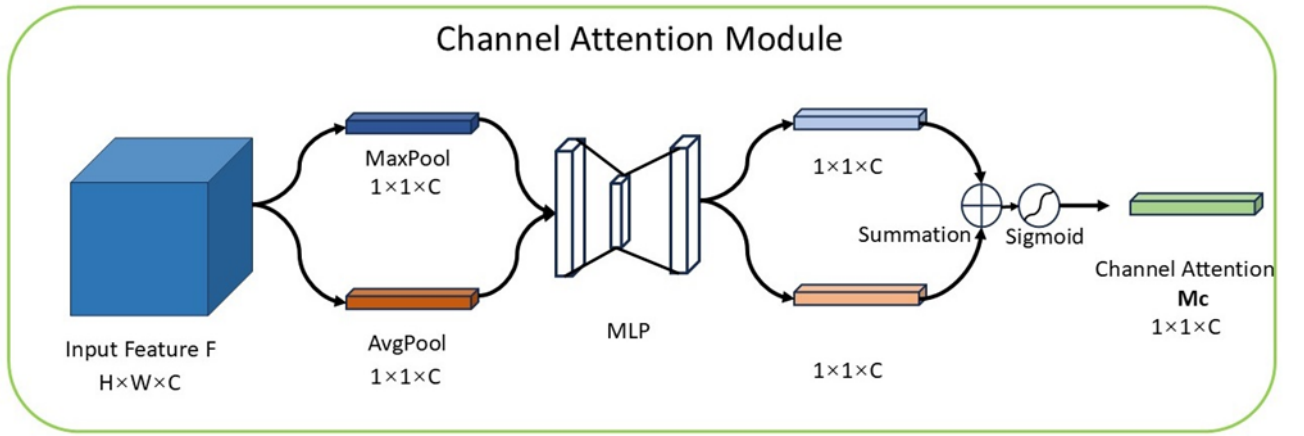 Channel Attention Module
MaxPool
1×1×C
Input Feature F
H×W×C
AvgPool
1×1×C
MLP
1×1×C
1×1×C
Summation
Sigmoid
Channel Attention
Mc
1×1×C